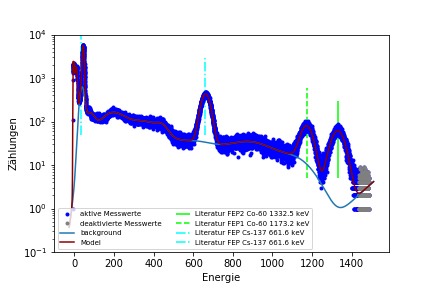 10⁴
10³
10²
10¹
10⁰
10⁻¹
Zählungen
0 200 400 600 800 1000 1200 1400
Energie
aktive Messwerte
deaktivierte Messwerte
background
Model
Literatur FEP2 Co-60 1332.5 keV
Literatur FEP1 Co-60 1173.2 keV
Literatur FEP Cs-137 661.6 keV
Literatur FEP Cs-137 661.6 keV